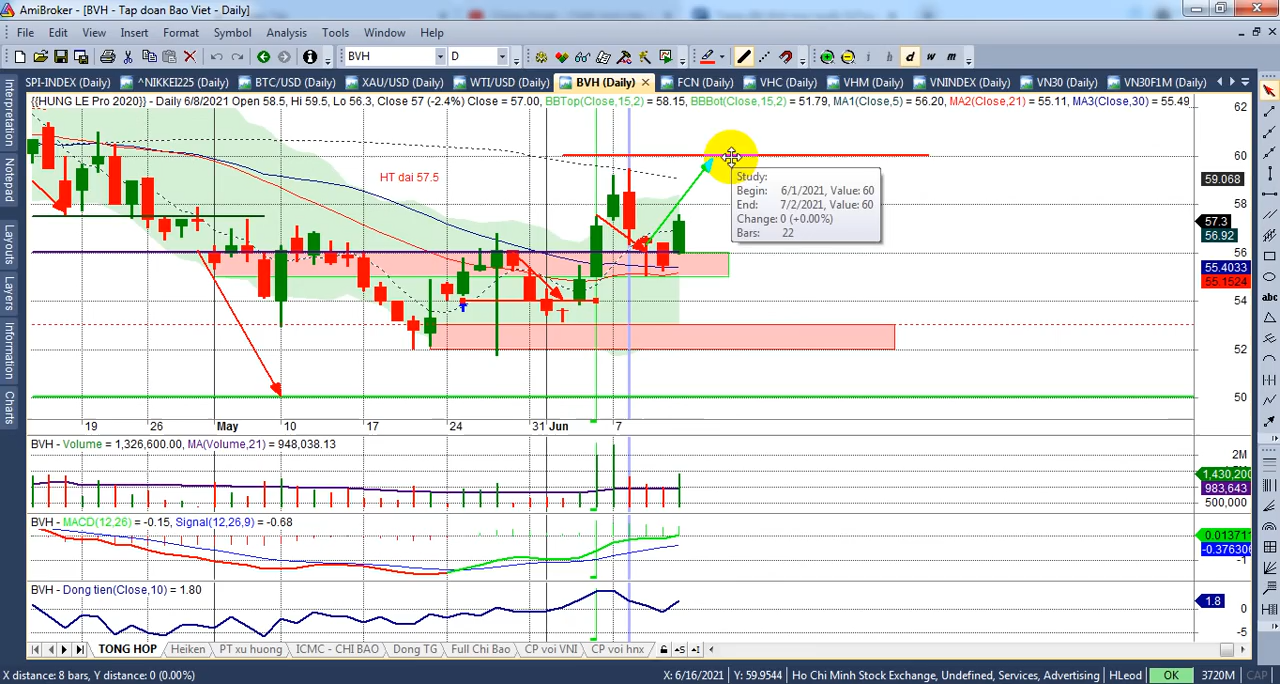 AmiBroker - [BVH - Tap doan Bao Viet - Daily]
File Edit View Insert Format Symbol Analysis Tools Window Help
BVH D i h d w m
SPI-INDEX (Daily) ^NIKKEI225 (Daily) BTC/USD (Daily) XAU/USD (Daily) WTI/USD (Daily) BVH (Daily) FCN (Daily) VHC (Daily) VHM (Daily) VNINDEX (Daily) VN30 (Daily) VN30F1M (Daily)
{{HUNG LE Pro 2020}} - Daily 6/8/2021 Open 58.5, Hi 59.5, Lo 56.3, Close 57 (-2.4%) Close = 57.00, BBTop(Close,15,2) = 58.15, BBBot(Close,15,2) = 51.79, MA1(Close,5) = 56.20, MA2(Close,21) = 55.11, MA3(Close,30) = 55.49
Interpretation
Notepad
Layouts
Layers
Information
Charts
HT dai 57.5
Study:
Begin: 6/1/2021, Value: 60
End: 7/2/2021, Value: 60
Change: 0 (+0.00%)
Bars: 22
62
60
59.068
58
57.3
56.92
56
55.4033
55.1524
54
52
50
abc
19 26 May 10 17 24 31 Jun 7
BVH - Volume = 1,326,600.00, MA(Volume,21) = 948,038.13
2M
1,430,200
983,643
500,000
BVH - MACD(12,26) = -0.15, Signal(12,26,9) = -0.68
0.013711
-0.376306
-1
BVH - Dong tien(Close,10) = 1.80
1.8
0
-5
TONG HOP Heiken PT xu huong ICMC - CHI BAO Dong TG Full Chi Bao CP voi VNI CP voi hnx
X distance: 8 bars, Y distance: 0 (0.00%) X: 6/16/2021 Y: 59.9544 Ho Chi Minh Stock Exchange, Undefined, Services, Advertising HLeod OK 3720M CAP